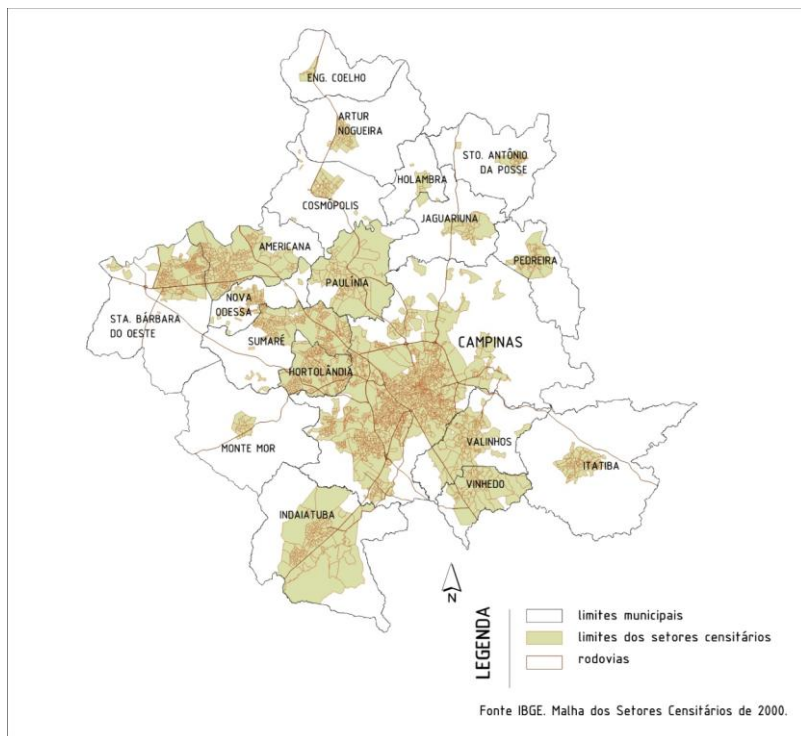 ENG. COELHO
ARTUR
NOGUEIRA
STO. ANTÔNIO
DA POSSE
HOLAMBRA
COSMÓPOLIS
JAGUARIUNA
AMERICANA
PEDREIRA
PAULÍNIA
NOVA
ODESSA
STA. BÁRBARA
DO OESTE
SUMARÉ
CAMPINAS
HORTOLÂNDIA
MONTE MOR
VALINHOS
ITATIBA
VINHEDO
INDAIATUBA
N
LEGENDA
limites municipais
limites dos setores censitários
rodovias
Fonte IBGE. Malha dos Setores Censitários de 2000.